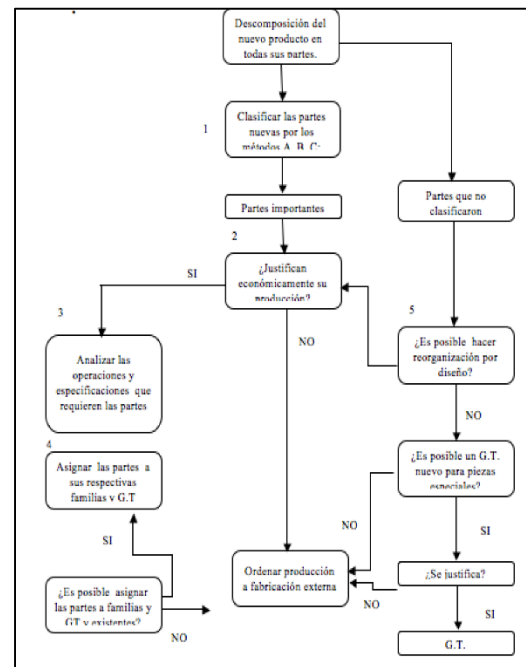 Descomposición del
nuevo producto en
todas sus partes.
1
Clasificar las partes
nuevas por los
métodos A, B, C:
Partes importantes
Partes que no
clasificaron
2
SI
¿Justifican
económicamente su
producción?
3
5
NO
Analizar las
operaciones y
especificaciones que
requieren las partes
¿Es posible hacer
reorganización por
diseño?
NO
4
Asignar las partes a
sus respectivas
familias y G.T
¿Es posible un G.T.
nuevo para piezas
especiales?
NO
SI
SI
Ordenar producción
a fabricación externa
¿Se justifica?
NO
¿Es posible asignar
las partes a familias y
GT y existentes?
NO
SI
G.T.